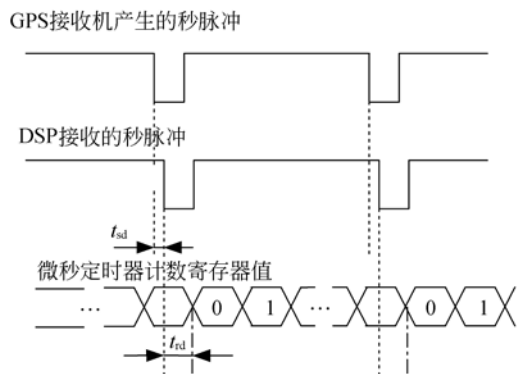 GPS接收机产生的秒脉冲
DSP接收的秒脉冲
tsd
微秒定时器计数寄存器值
··· 0 1 ··· 0 1
trd